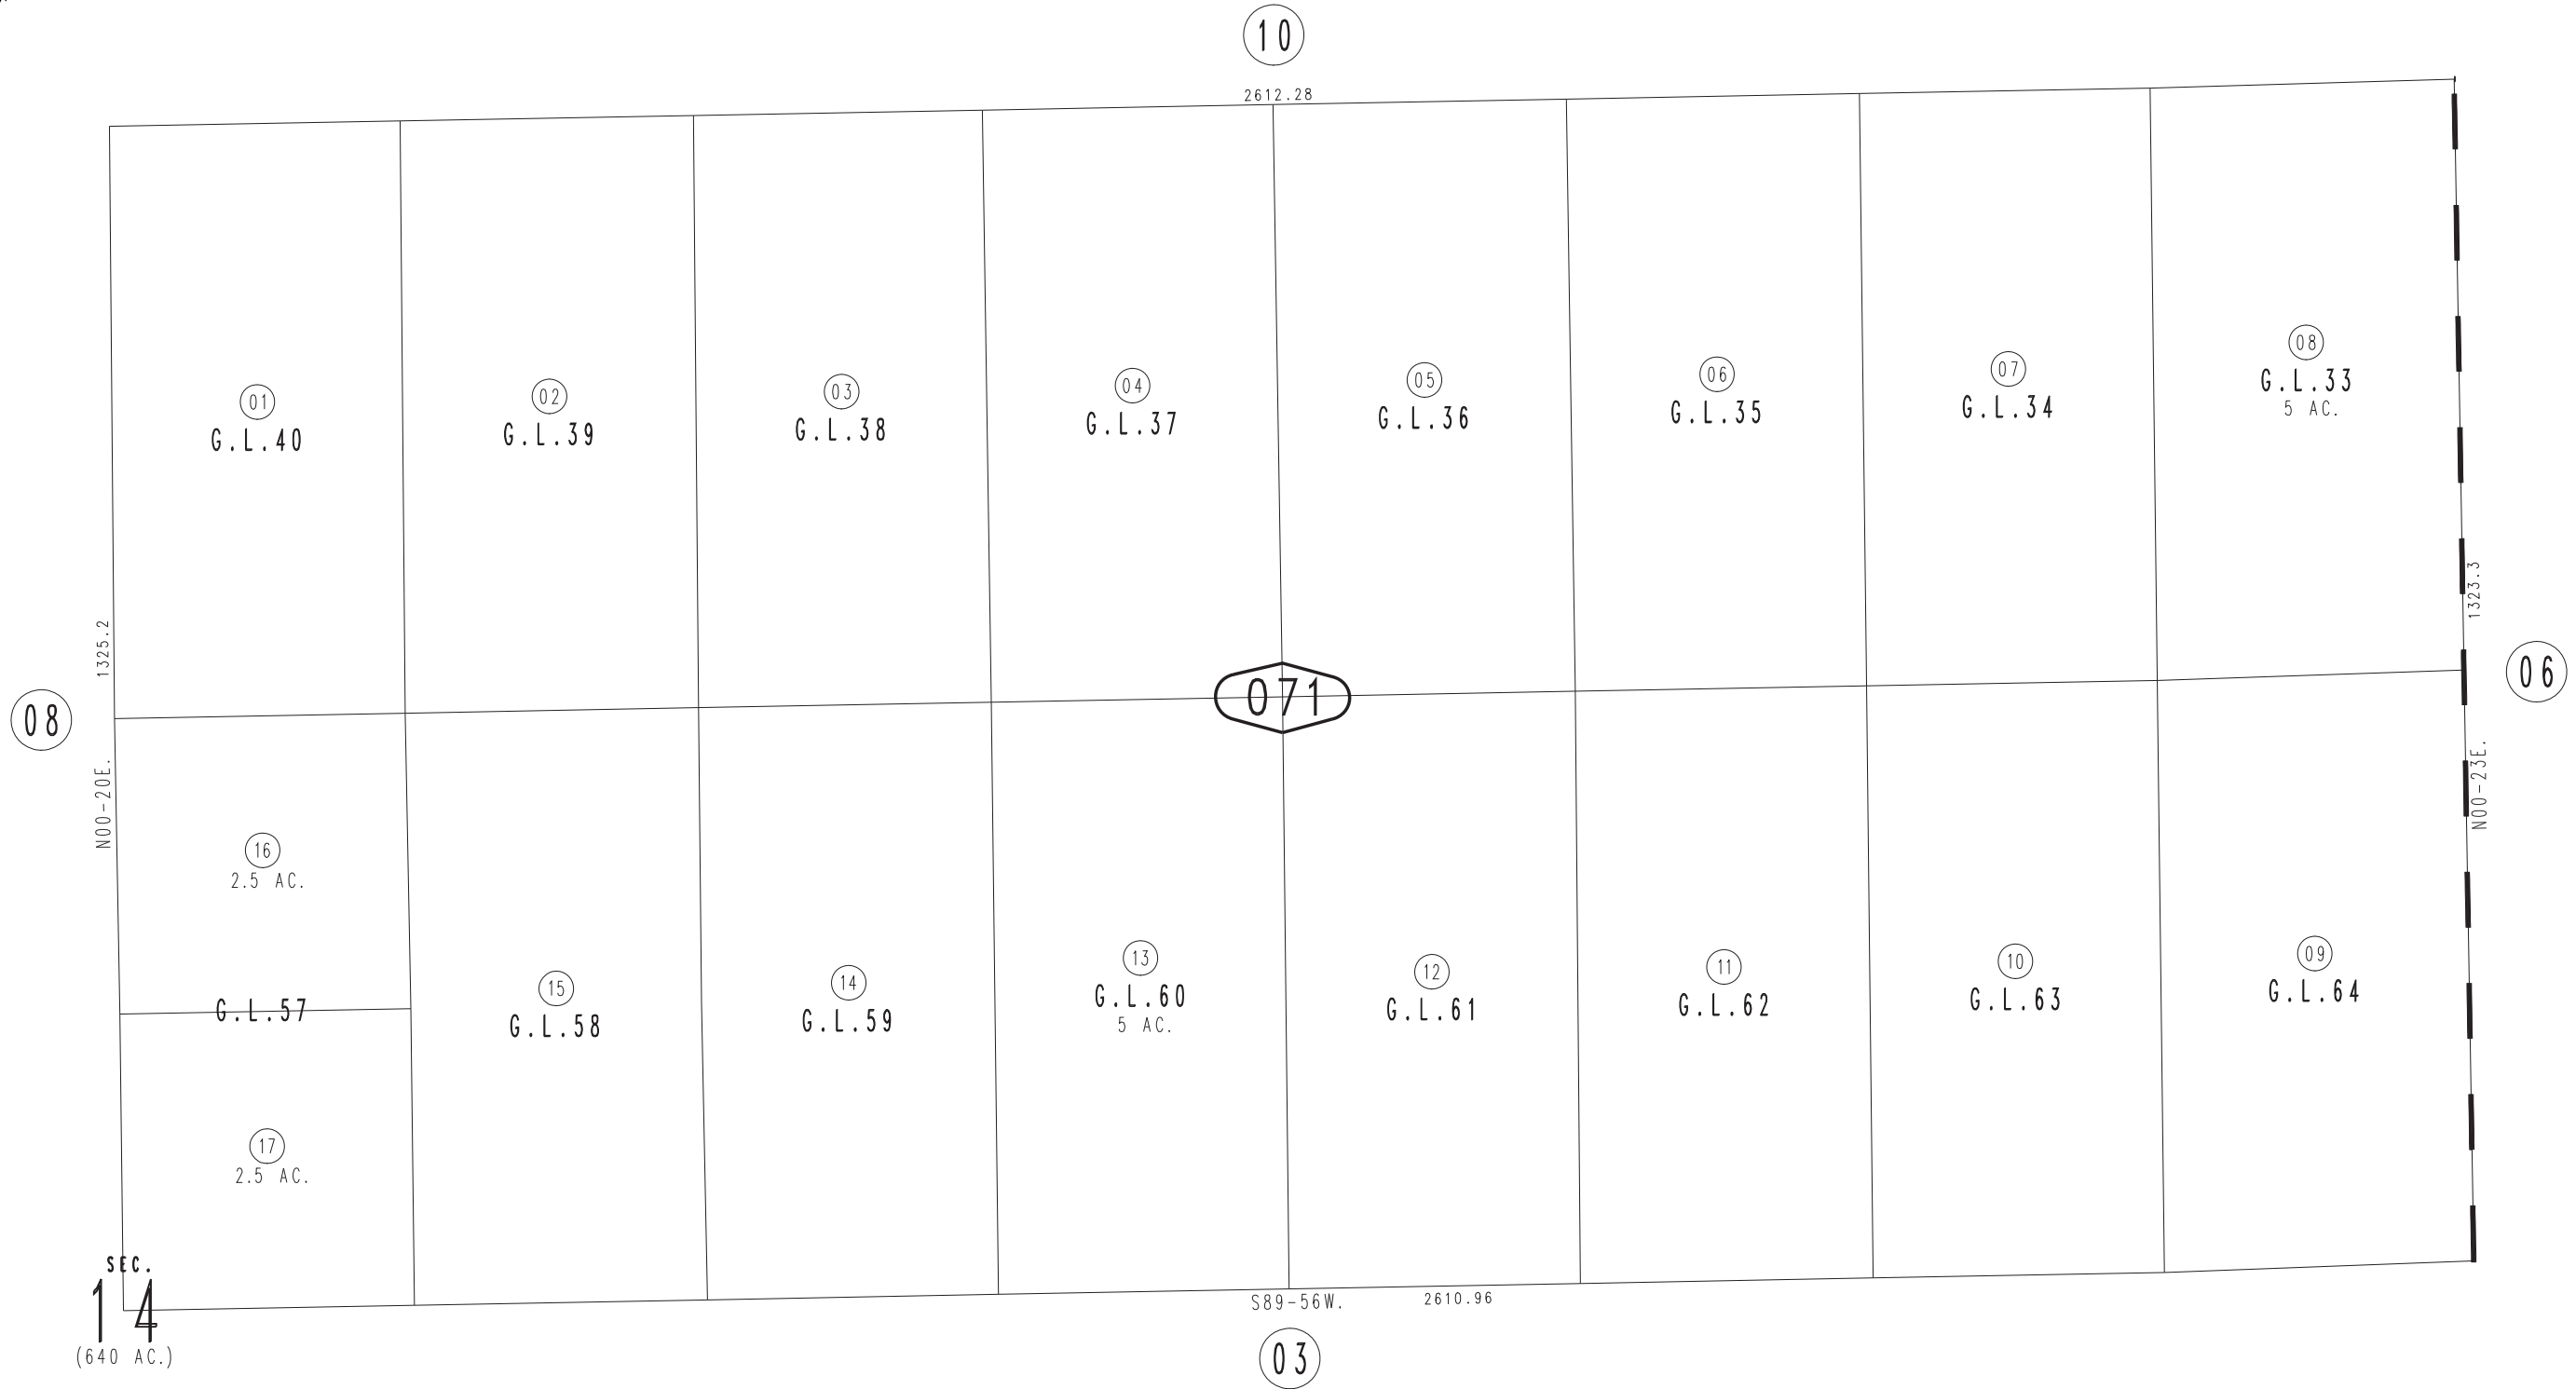 10
2612.28
01
G.L.40
02
G.L.39
03
G.L.38
04
G.L.37
05
G.L.36
06
G.L.35
07
G.L.34
08
G.L.33
5 AC.
1325.2
N00-20E.
08
071
1323.3
N00-23E.
06
16
2.5 AC.
G.L.57
17
2.5 AC.
15
G.L.58
14
G.L.59
13
G.L.60
5 AC.
12
G.L.61
11
G.L.62
10
G.L.63
09
G.L.64
SEC.
14
(640 AC.)
S89-56W.
2610.96
03